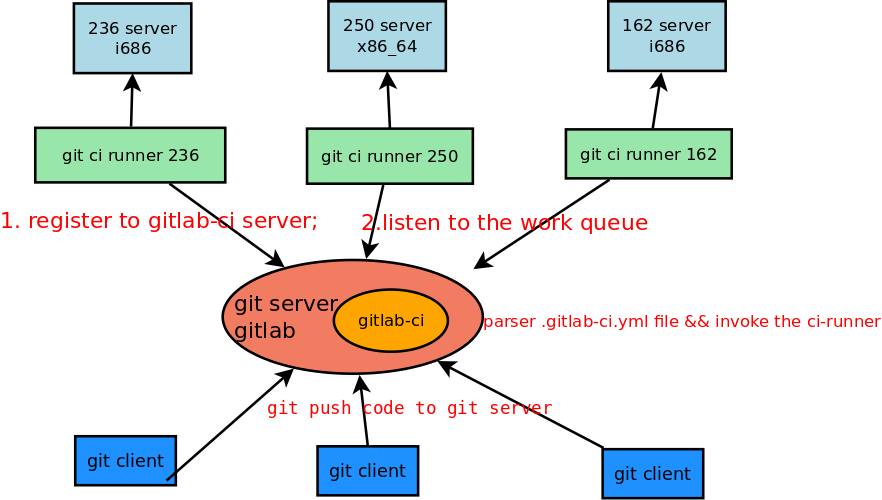 236 server
i686
250 server
x86_64
162 server
i686
git ci runner 236
git ci runner 250
git ci runner 162
1. register to gitlab-ci server;
2.listen to the work queue
git server
gitlab
gitlab-ci
parser .gitlab-ci.yml file && invoke the ci-runner
git push code to git server
git client
git client
git client